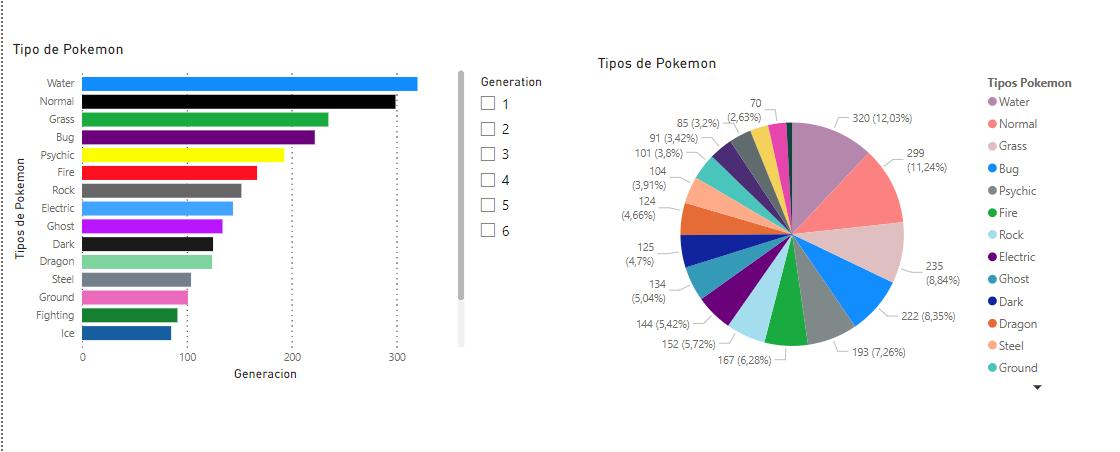 Tipo de Pokemon
Tipos de Pokemon
Water
Normal
Grass
Bug
Psychic
Fire
Rock
Electric
Ghost
Dark
Dragon
Steel
Ground
Fighting
Ice
0
100
200
300
Generacion
Generation
1
2
3
4
5
6
Tipos de Pokemon
320 (12,03%)
299
(11,24%)
235
(8,84%)
222 (8,35%)
193 (7,26%)
167 (6,28%)
152 (5,72%)
144 (5,42%)
134
(5,04%)
125
(4,7%)
124
(4,66%)
104
(3,91%)
101 (3,8%)
91 (3,42%)
85 (3,2%)
70
(2,63%)
Tipos Pokemon
Water
Normal
Grass
Bug
Psychic
Fire
Rock
Electric
Ghost
Dark
Dragon
Steel
Ground